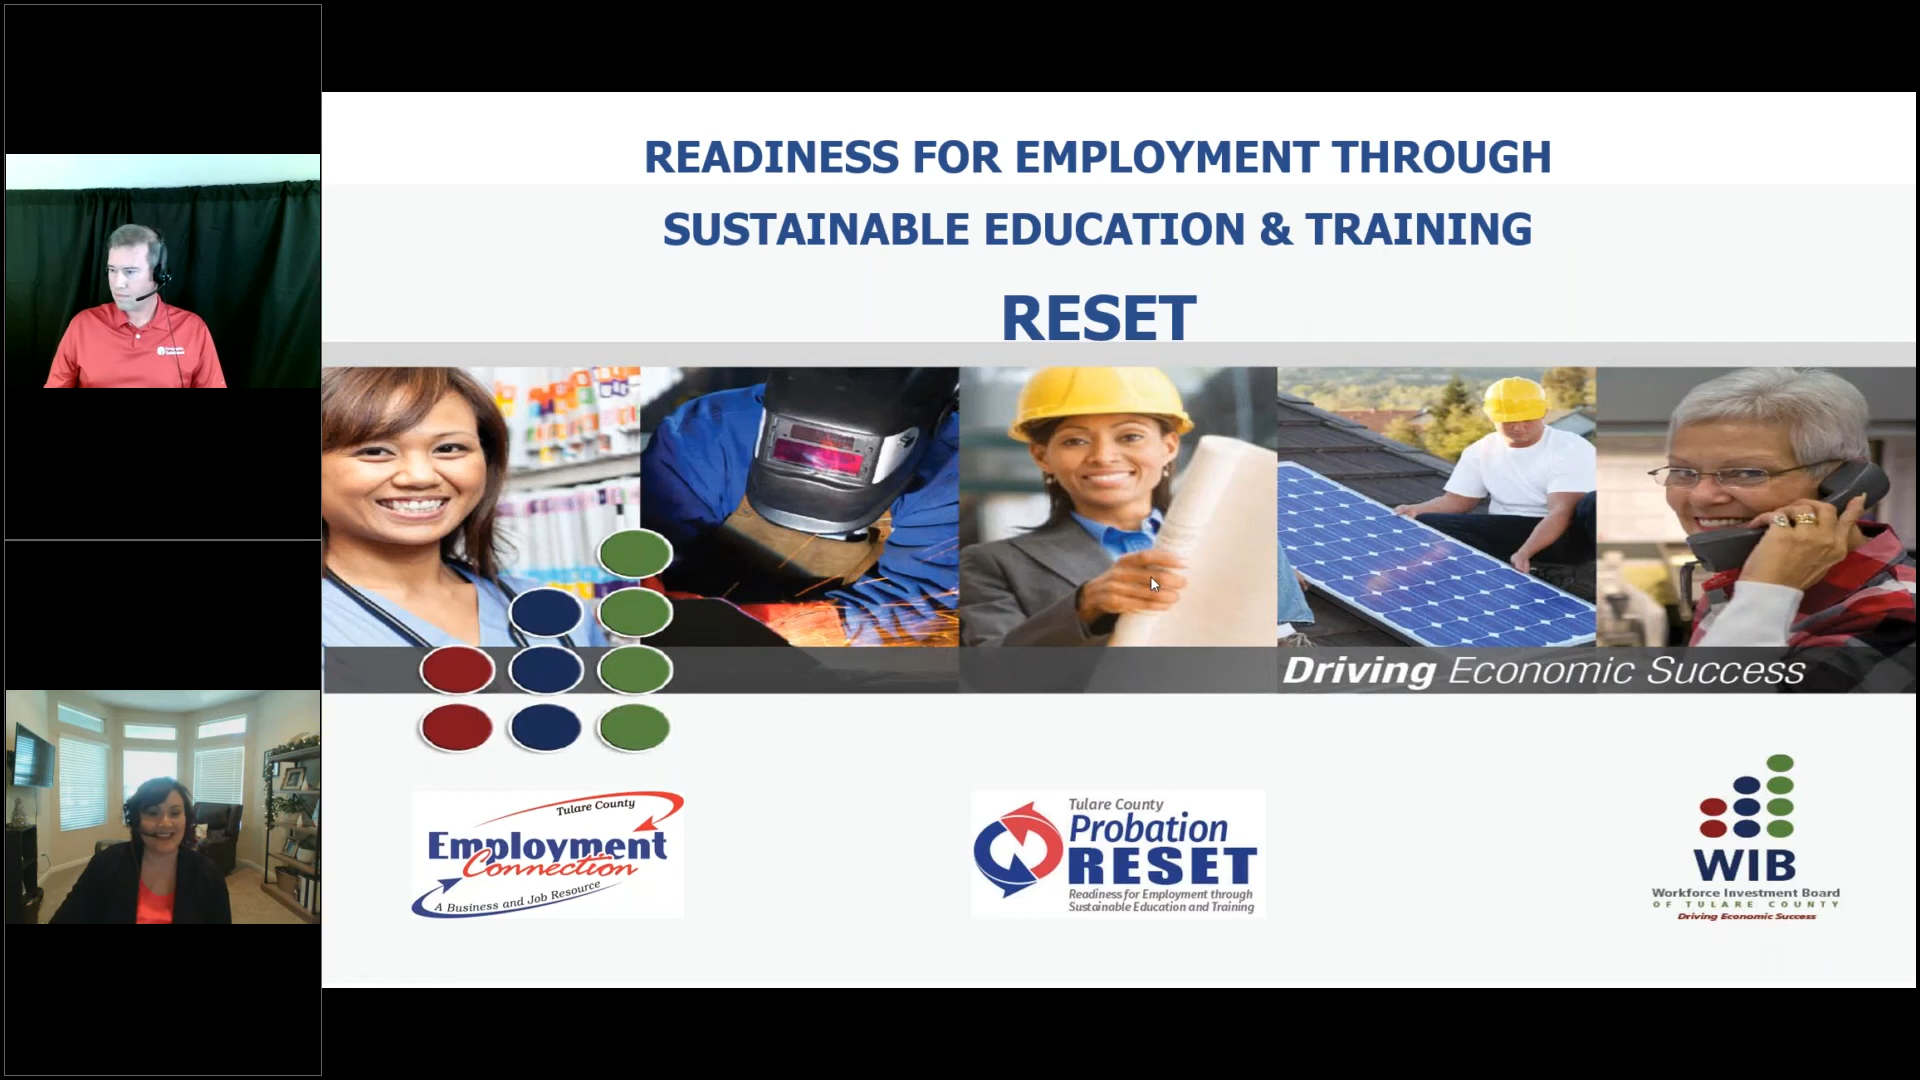 READINESS FOR EMPLOYMENT THROUGH
SUSTAINABLE EDUCATION & TRAINING
RESET
Driving Economic Success
Tulare County
Employment
Connection
A Business and Job Resource
Tulare County
Probation
RESET
Readiness for Employment through
Sustainable Education and Training
WIB
Workforce Investment Board
OF TULARE COUNTY
Driving Economic Success